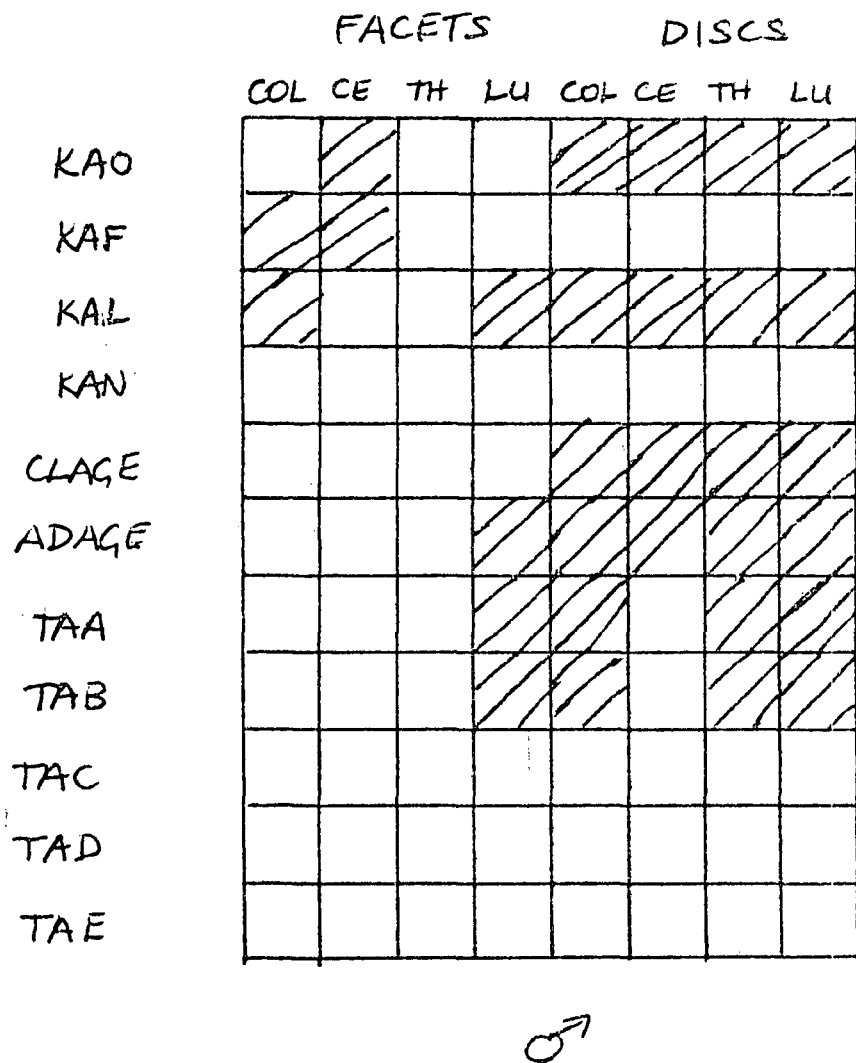 FACETS DISCS
COL CE TH LU COL CE TH LU
KAO
KAF
KAL
KAN
CLAGE
ADAGE
TAA
TAB
TAC
TAD
TAE
♂